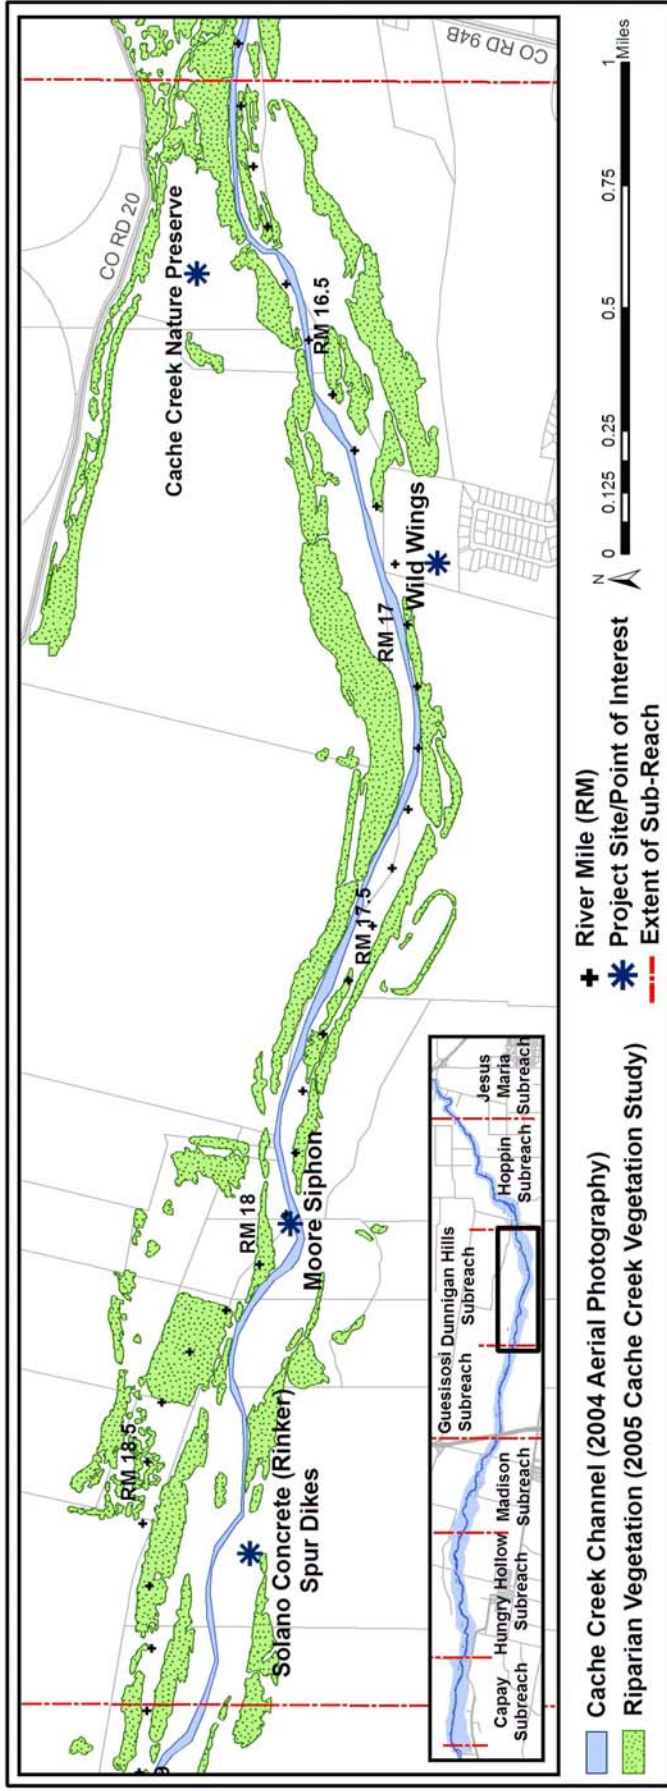 CO RD 20
CO RD 94B
Cache Creek Nature Preserve
RM 16.5
Wild Wings
RM 17
RM 17.5
RM 18
Moore Siphon
RM 18.5
Solano Concrete (Rinker)
Spur Dikes
Capay
Subreach
Hungry Hollow
Subreach
Madison
Subreach
Guesisosi
Subreach
Dunnigan Hills
Subreach
Hoppin
Subreach
Jesus
Maria
Subreach
Cache Creek Channel (2004 Aerial Photography)
Riparian Vegetation (2005 Cache Creek Vegetation Study)
River Mile (RM)
Project Site/Point of Interest
Extent of Sub-Reach
N
0 0.125 0.25 0.5 0.75 1
Miles